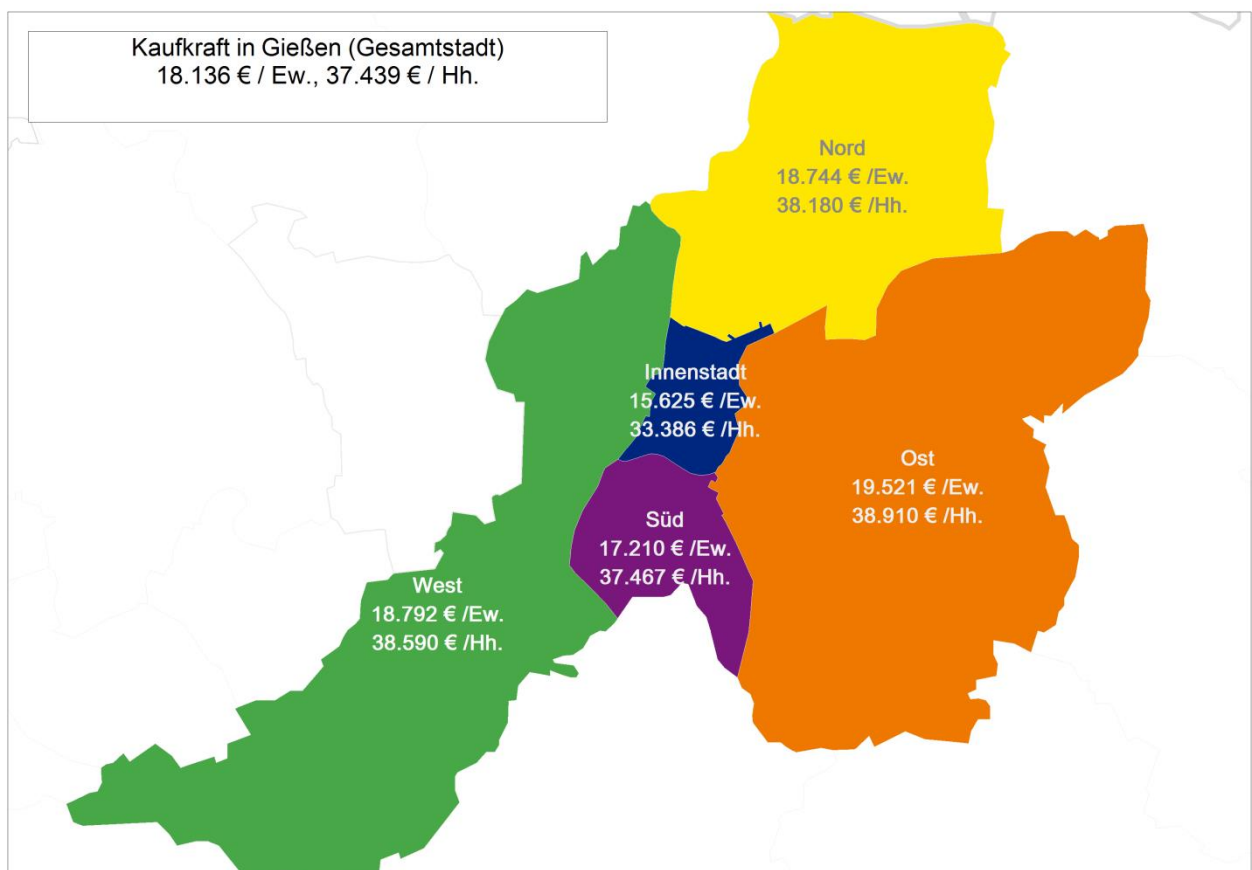 Kaufkraft in Gießen (Gesamtstadt)
18.136 € / Ew., 37.439 € / Hh.
Nord
18.744 € /Ew.
38.180 € /Hh.
Innenstadt
15.625 € /Ew.
33.386 € /Hh.
Ost
19.521 € /Ew.
38.910 € /Hh.
Süd
17.210 € /Ew.
37.467 € /Hh.
West
18.792 € /Ew.
38.590 € /Hh.